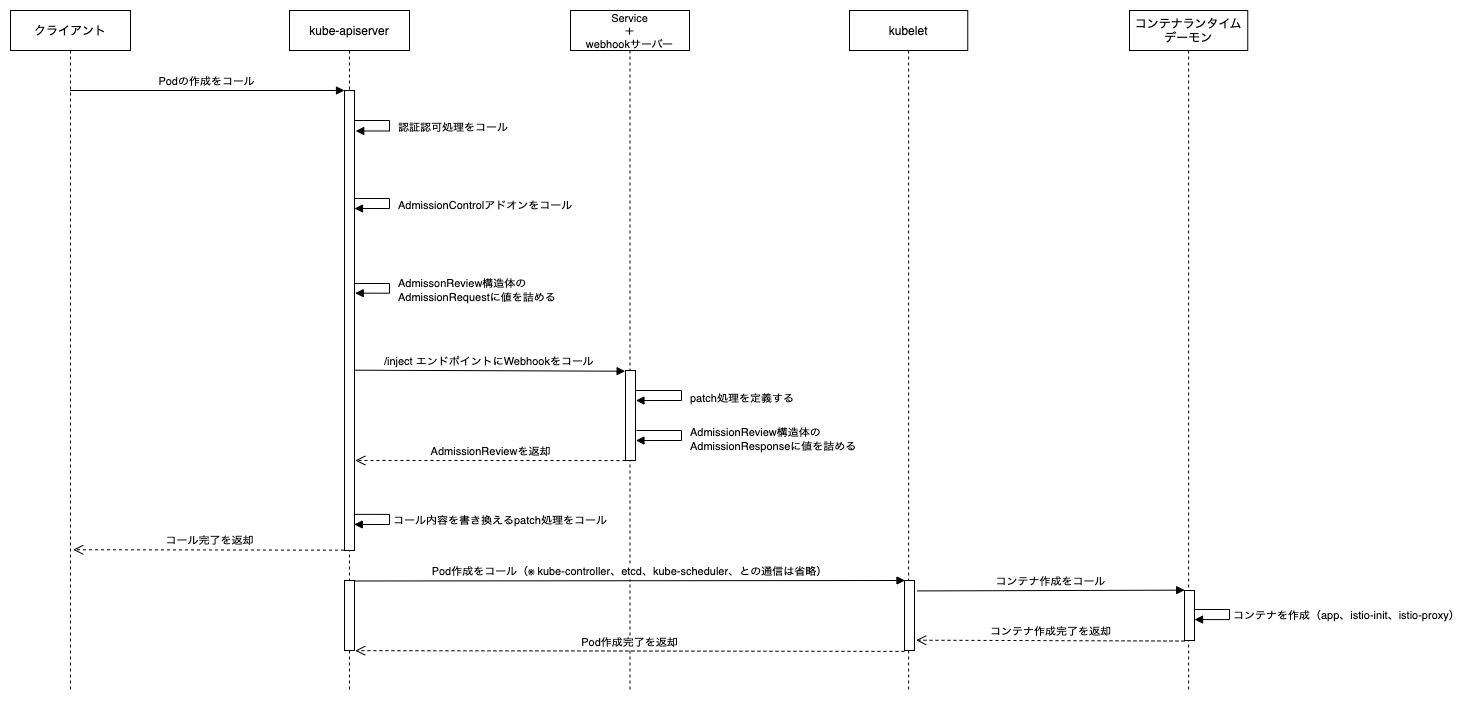 クライアント
kube-apiserver
Service
+
webhookサーバー
kubelet
コンテナランタイム
デーモン
Podの作成をコール
認証認可処理をコール
AdmissionControlアドオンをコール
AdmissonReview構造体の
AdmissionRequestに値を詰める
/inject エンドポイントにWebhookをコール
patch処理を定義する
AdmissionReview構造体の
AdmissionResponseに値を詰める
AdmissionReviewを返却
コール内容を書き換えるpatch処理をコール
コール完了を返却
Pod作成をコール（※ kube-controller、etcd、kube-scheduler、との通信は省略）
コンテナ作成をコール
コンテナを作成（app、istio-init、istio-proxy）
コンテナ作成完了を返却
Pod作成完了を返却